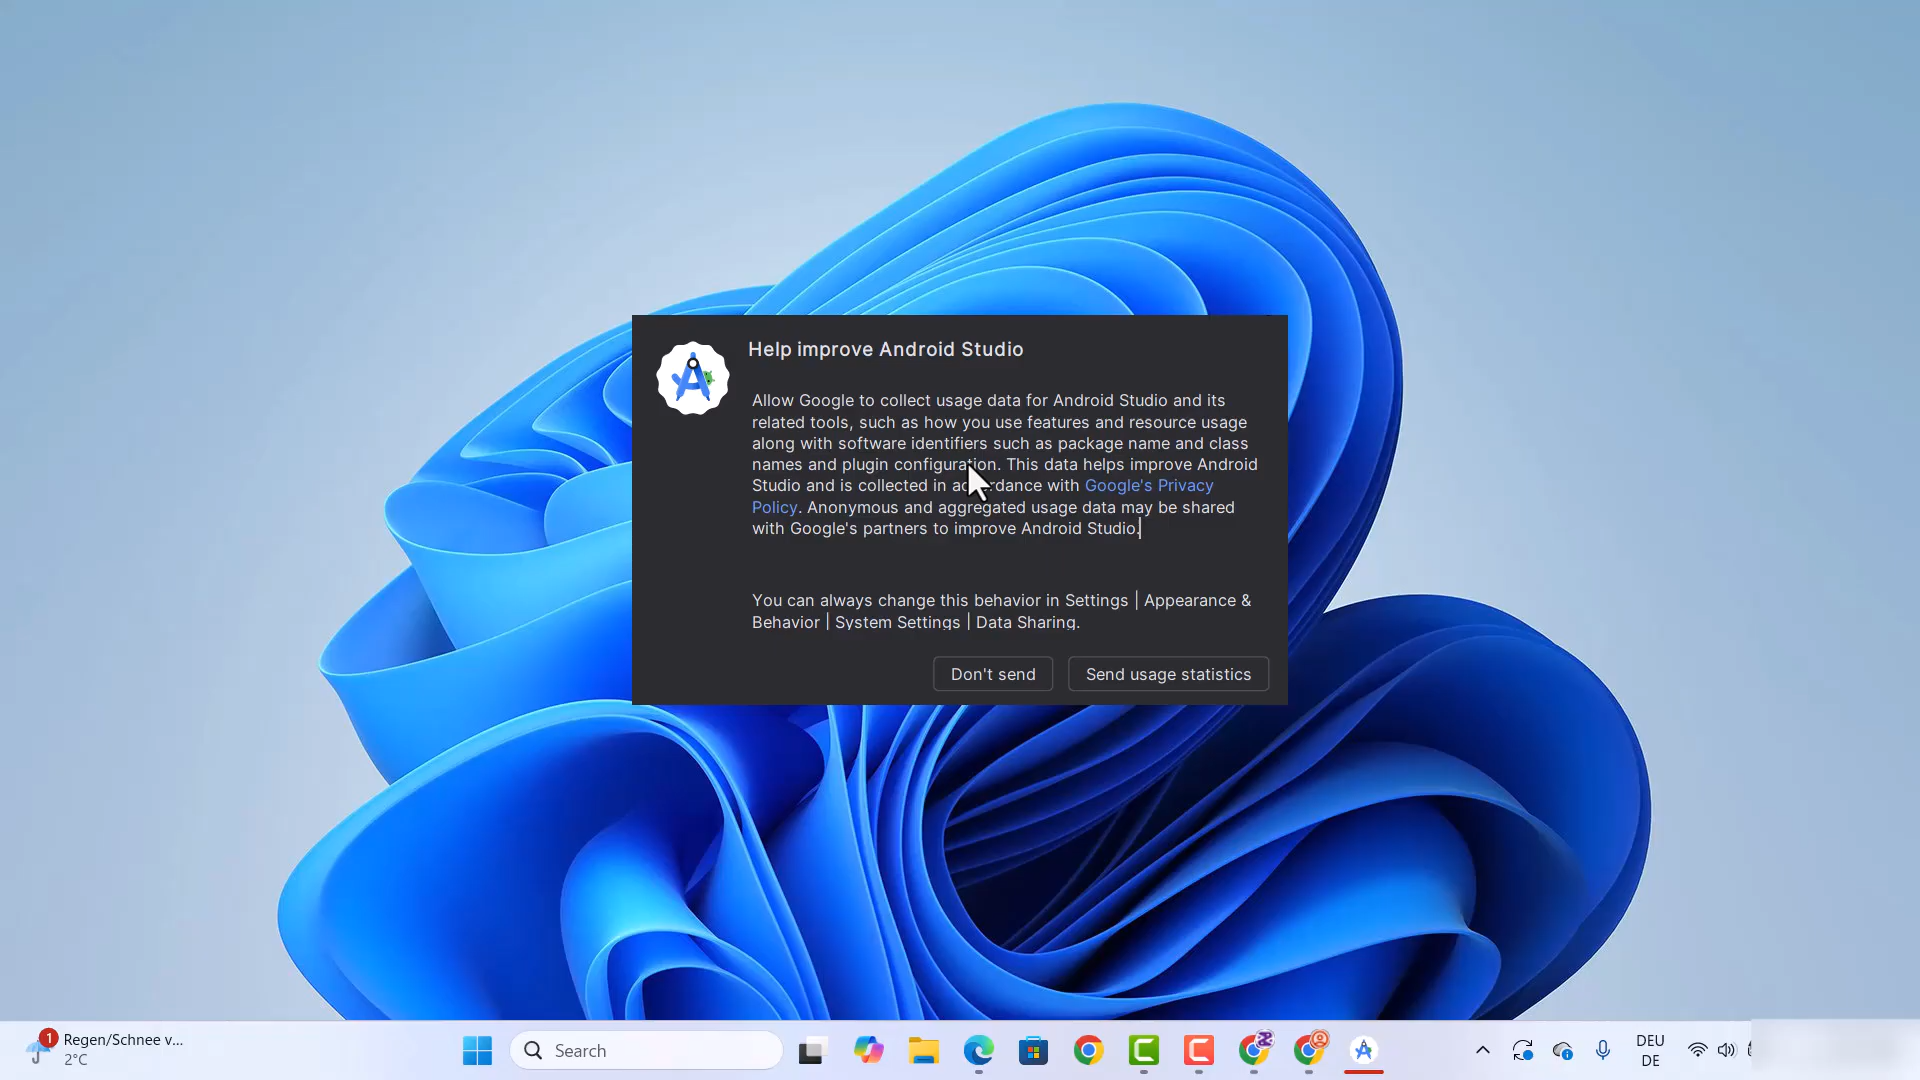 Help improve Android Studio
Allow Google to collect usage data for Android Studio and its
related tools, such as how you use features and resource usage
along with software identifiers such as package name and class
names and plugin configuration. This data helps improve Android
Studio and is collected in accordance with Google's Privacy
Policy. Anonymous and aggregated usage data may be shared
with Google's partners to improve Android Studio.
You can always change this behavior in Settings | Appearance &
Behavior | System Settings | Data Sharing.
Don't send
Send usage statistics
1
Regen/Schnee v...
2°C
Search
DEU
DE